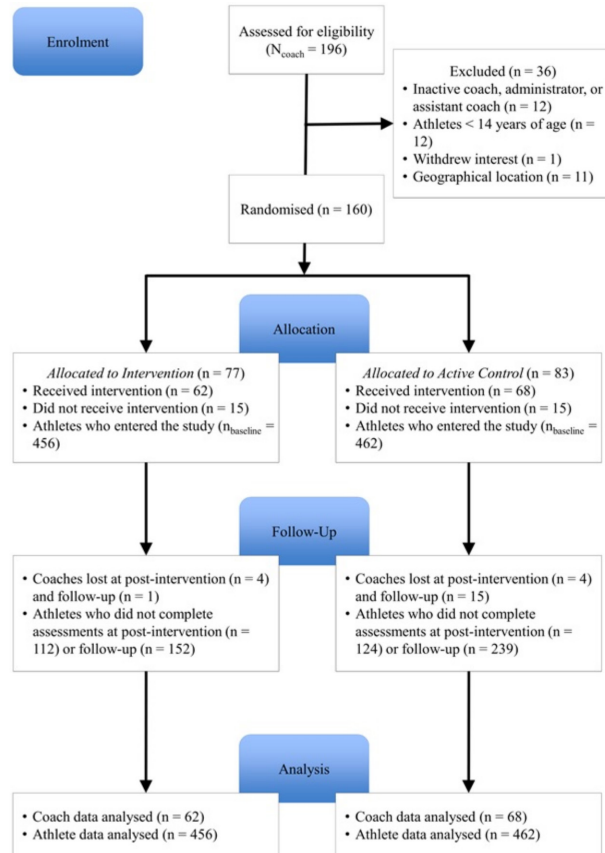 Enrolment
Assessed for eligibility
(Ncoach = 196)
Excluded (n = 36)
• Inactive coach, administrator, or
assistant coach (n = 12)
• Athletes < 14 years of age (n =
12)
• Withdrew interest (n = 1)
• Geographical location (n = 11)
Randomised (n = 160)
Allocation
Allocated to Intervention (n = 77)
• Received intervention (n = 62)
• Did not receive intervention (n = 15)
• Athletes who entered the study (nbaseline =
456)
Allocated to Active Control (n = 83)
• Received intervention (n = 68)
• Did not receive intervention (n = 15)
• Athletes who entered the study (nbaseline =
462)
Follow-Up
• Coaches lost at post-intervention (n = 4)
and follow-up (n = 1)
• Athletes who did not complete
assessments at post-intervention (n =
112) or follow-up (n = 152)
• Coaches lost at post-intervention (n = 4)
and follow-up (n = 15)
• Athletes who did not complete
assessments at post-intervention (n =
124) or follow-up (n = 239)
Analysis
• Coach data analysed (n = 62)
• Athlete data analysed (n = 456)
• Coach data analysed (n = 68)
• Athlete data analysed (n = 462)